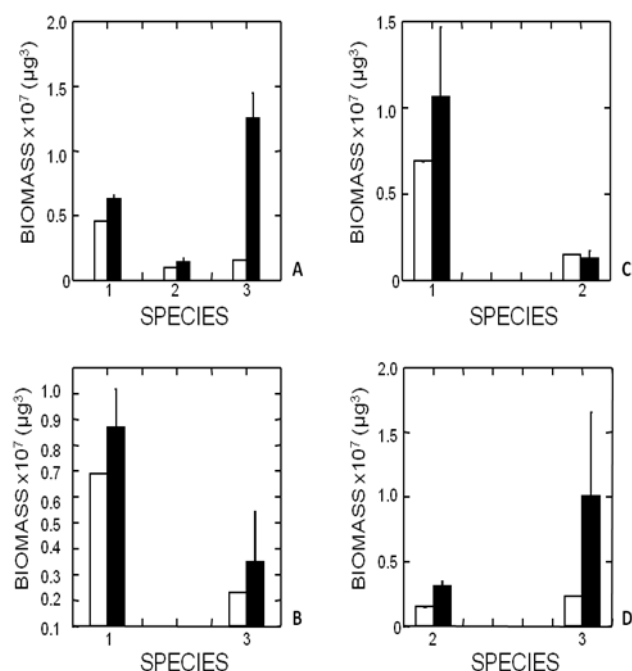 2.0
1.5
1.0
0.5
0
BIOMASS x10⁷ (µg³)
1 2 3
SPECIES
A
1.5
1.0
0.5
0
BIOMASS x10⁷ (µg³)
1 2
SPECIES
C
1.0
0.9
0.8
0.7
0.6
0.5
0.4
0.3
0.2
0.1
BIOMASS x10⁷ (µg³)
1 3
SPECIES
B
2.0
1.5
1.0
0.5
0
BIOMASS x10⁷ (µg³)
2 3
SPECIES
D